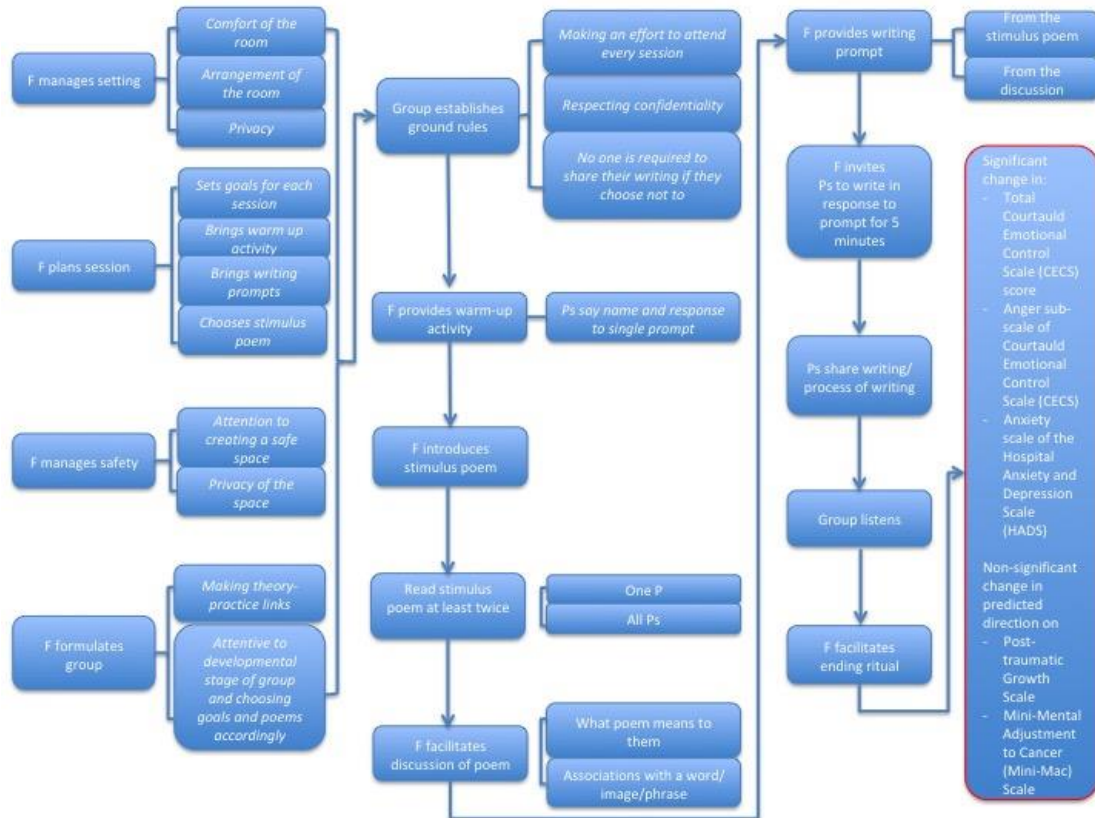 F manages setting
Comfort of the
room
Arrangement of
the room
Privacy
F plans session
Sets goals for each
session
Brings warm up
activity
Brings writing
prompts
Chooses stimulus
poem
F manages safety
Attention to
creating a safe
space
Privacy of the
space
F formulates
group
Making theory-
practice links
Attentive to
developmental
stage of group
and choosing
goals and poems
accordingly
Group establishes
ground rules
Making an effort to attend
every session
Respecting confidentiality
No one is required to
share their writing if they
choose not to
F provides warm-up
activity
Ps say name and response
to single prompt
F introduces
stimulus poem
Read stimulus
poem at least twice
One P
All Ps
F facilitates
discussion of poem
What poem means to
them
Associations with a word/
image/phrase
F provides writing
prompt
From the
stimulus poem
From the
discussion
F invites
Ps to write in
response to
prompt for 5
minutes
Ps share writing/
process of writing
Group listens
F facilitates
ending ritual
Significant
change in:
- Total
Courtauld
Emotional
Control
Scale (CECS)
score
- Anger sub-
scale of
Courtauld
Emotional
Control
Scale (CECS)
- Anxiety
scale of the
Hospital
Anxiety and
Depression
Scale
(HADS)
Non-significant
change in
predicted
direction on
- Post-
traumatic
Growth
Scale
- Mini-Mental
Adjustment
to Cancer
(Mini-Mac)
Scale